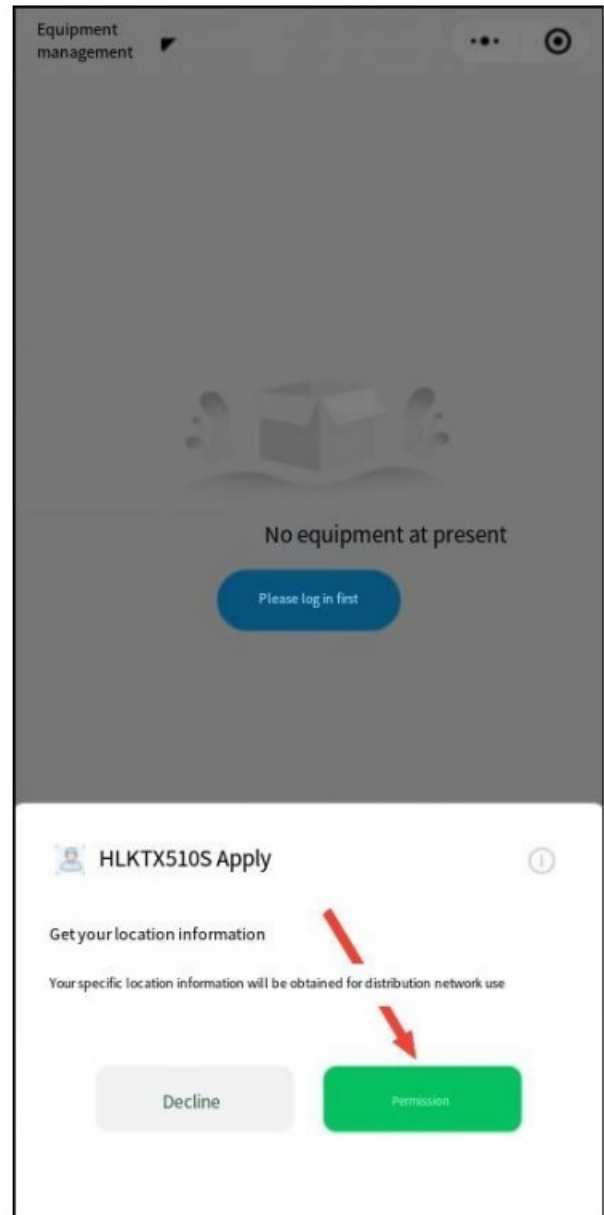 Equipment
management
No equipment at present
Please log in first
HLKTX510S Apply
Get your location information
Your specific location information will be obtained for distribution network use
Decline
Permission